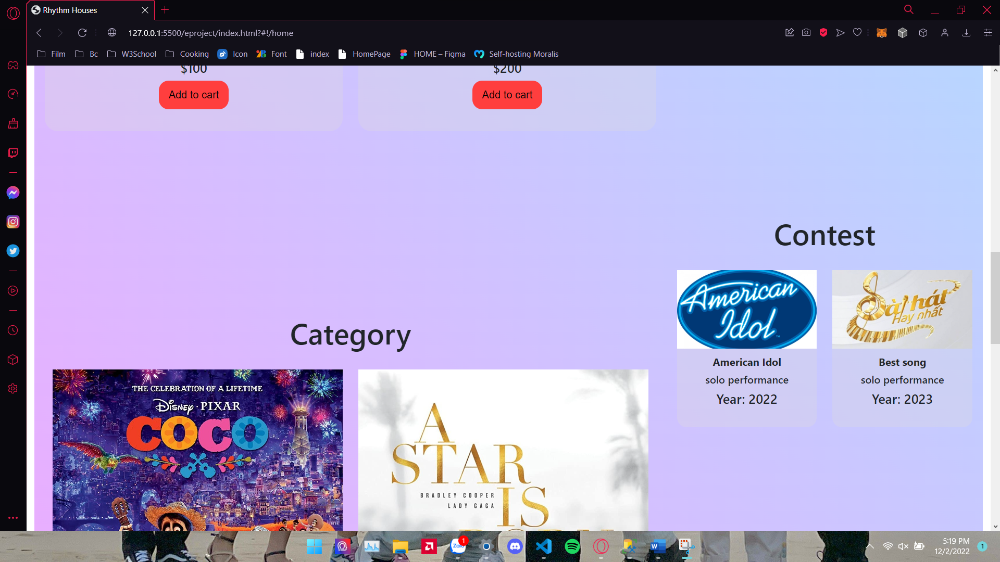 Rhythm Houses
127.0.0.1:5500/eproject/index.html?#!/home
Film
Bc
W3School
Cooking
Icon
Font
index
HomePage
HOME – Figma
Self-hosting Moralis
$100
$200
Add to cart
Add to cart
Contest
American
Idol
Bài hát
Hay nhất
American Idol
solo performance
Year: 2022
Best song
solo performance
Year: 2023
Category
THE CELEBRATION OF A LIFETIME
DISNEY · PIXAR
COCO
A
STAR
IS
BORN
BRADLEY COOPER
LADY GAGA
Zalo
1
W
5:19 PM
12/2/2022
1